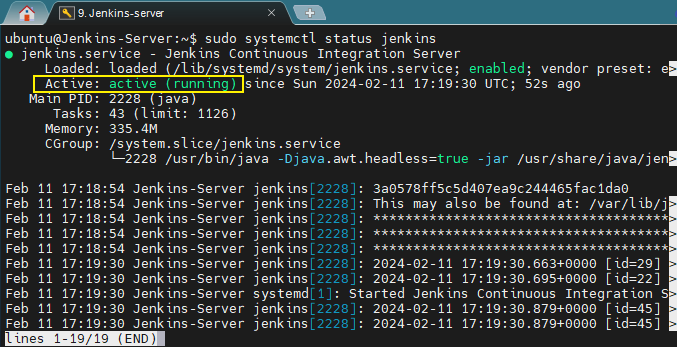 9. Jenkins-server
ubuntu@Jenkins-Server:~$ sudo systemctl status jenkins
● jenkins.service - Jenkins Continuous Integration Server
Loaded: loaded (/lib/systemd/system/jenkins.service; enabled; vendor preset: e>
Active: active (running) since Sun 2024-02-11 17:19:30 UTC; 52s ago
Main PID: 2228 (java)
Tasks: 43 (limit: 1126)
Memory: 335.4M
CGroup: /system.slice/jenkins.service
└─2228 /usr/bin/java -Djava.awt.headless=true -jar /usr/share/java/jen>
Feb 11 17:18:54 Jenkins-Server jenkins[2228]: 3a0578ff5c5d407ea9c244465fac1da0
Feb 11 17:18:54 Jenkins-Server jenkins[2228]: This may also be found at: /var/lib/j>
Feb 11 17:18:54 Jenkins-Server jenkins[2228]: *************************************>
Feb 11 17:18:54 Jenkins-Server jenkins[2228]: *************************************>
Feb 11 17:18:54 Jenkins-Server jenkins[2228]: *************************************>
Feb 11 17:19:30 Jenkins-Server jenkins[2228]: 2024-02-11 17:19:30.663+0000 [id=29] >
Feb 11 17:19:30 Jenkins-Server jenkins[2228]: 2024-02-11 17:19:30.695+0000 [id=22] >
Feb 11 17:19:30 Jenkins-Server systemd[1]: Started Jenkins Continuous Integration S>
Feb 11 17:19:30 Jenkins-Server jenkins[2228]: 2024-02-11 17:19:30.879+0000 [id=45] >
Feb 11 17:19:30 Jenkins-Server jenkins[2228]: 2024-02-11 17:19:30.879+0000 [id=45] >
lines 1-19/19 (END)